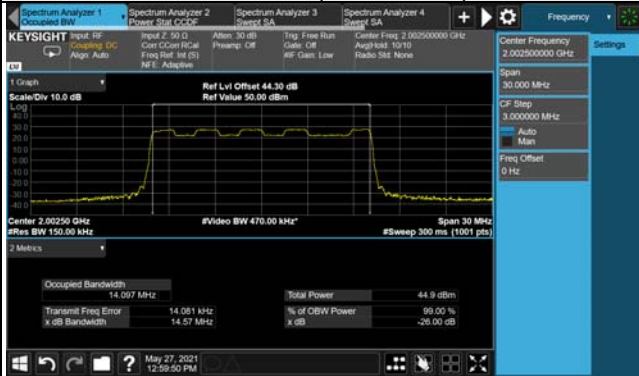 Spectrum Analyzer 1
Occupied BW
Spectrum Analyzer 2
Power Stat CCDF
Spectrum Analyzer 3
Swept SA
Spectrum Analyzer 4
Swept SA
+
Frequency
KEYSIGHT
Input: RF
Coupling: DC
Align: Auto
Input Z: 50 Ω
Corr CCorr RCal
Freq Ref: Int (S)
NFE: Adaptive
Atten: 30 dB
Preamp: Off
Trig: Free Run
Gate: Off
#IF Gain: Low
Center Freq: 2.002500000 GHz
Avg|Hold: 10/10
Radio Std: None
LVI
Center Frequency
2.002500000 GHz
Settings
Span
30.000 MHz
CF Step
3.000000 MHz
Auto
Man
Freq Offset
0 Hz
1 Graph
Scale/Div 10.0 dB
Ref Lvl Offset 44.30 dB
Ref Value 50.00 dBm
Log
40.0
30.0
20.0
10.0
0.00
-10.0
-20.0
-30.0
-40.0
Center 2.00250 GHz
#Res BW 150.00 kHz
#Video BW 470.00 kHz*
Span 30 MHz
#Sweep 300 ms (1001 pts)
2 Metrics
Occupied Bandwidth
14.097 MHz
Total Power
44.9 dBm
Transmit Freq Error
14.081 kHz
% of OBW Power
99.00 %
x dB Bandwidth
14.57 MHz
x dB
-26.00 dB
?
May 27, 2021
12:59:50 PM